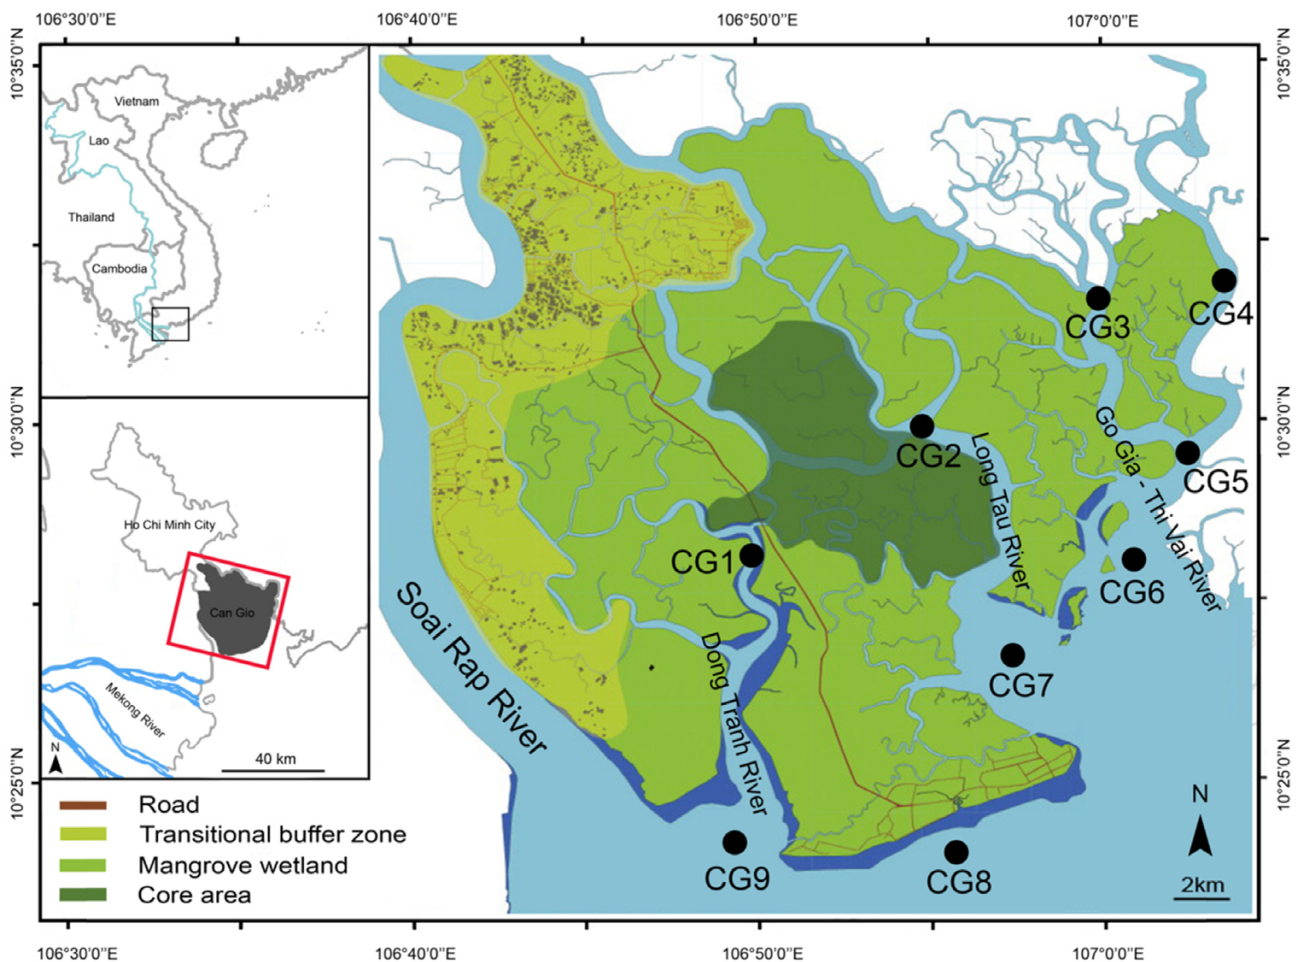 106°30'0"E
106°40'0"E
106°50'0"E
107°0'0"E
10°35'0"N
10°30'0"N
10°25'0"N
10°35'0"N
10°30'0"N
10°25'0"N
Vietnam
Lao
Thailand
Cambodia
Ho Chi Minh City
Can Gio
Mekong River
N
40 km
CG3
CG4
CG2
CG5
Long Tau River
Go Gia - Thi Vai River
CG1
CG6
Soai Rap River
Dong Tranh River
CG7
CG9
CG8
N
2km
Road
Transitional buffer zone
Mangrove wetland
Core area
106°30'0"E
106°40'0"E
106°50'0"E
107°0'0"E